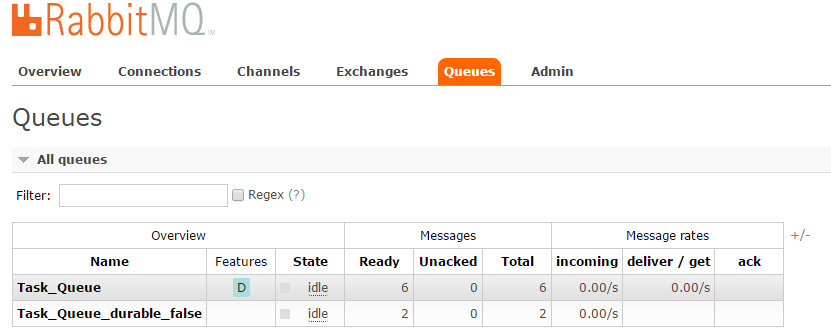 RabbitMQ™
Overview Connections Channels Exchanges Queues Admin
Queues
All queues
Filter: Regex (?)
Overview Messages Message rates +/-
Name Features State Ready Unacked Total incoming deliver / get ack
Task_Queue D idle 6 0 6 0.00/s 0.00/s
Task_Queue_durable_false idle 2 0 2 0.00/s